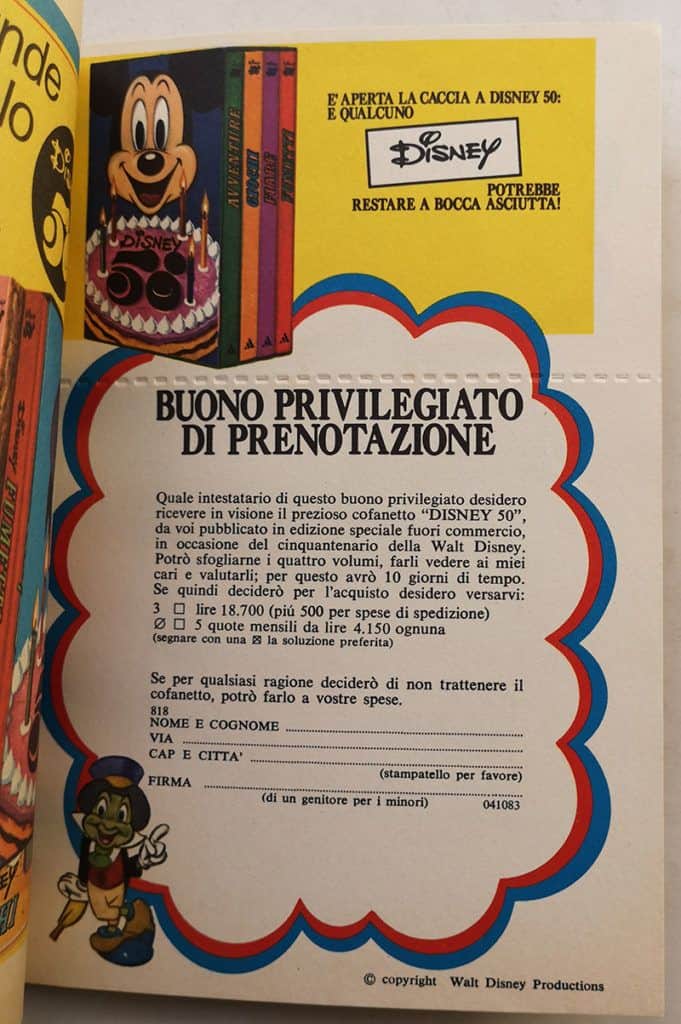 nde
lo
DISNEY
50
AVVENTURE
GIOCHI
FIABE
FUMETTI
E' APERTA LA CACCIA A DISNEY 50:
E QUALCUNO
DISNEY
POTREBBE
RESTARE A BOCCA ASCIUTTA!
BUONO PRIVILEGIATO
DI PRENOTAZIONE
Quale intestatario di questo buono privilegiato desidero
ricevere in visione il prezioso cofanetto "DISNEY 50",
da voi pubblicato in edizione speciale fuori commercio,
in occasione del cinquantenario della Walt Disney.
Potrò sfogliarne i quattro volumi, farli vedere ai miei
cari e valutarli; per questo avrò 10 giorni di tempo.
Se quindi deciderò per l'acquisto desidero versarvi:
3 ☐ lire 18.700 (piú 500 per spese di spedizione)
Ø ☐ 5 quote mensili da lire 4.150 ognuna
(segnare con una ☒ la soluzione preferita)
Se per qualsiasi ragione deciderò di non trattenere il
cofanetto, potrò farlo a vostre spese.
818
NOME E COGNOME
VIA
CAP E CITTA'
(stampatello per favore)
FIRMA
(di un genitore per i minori) 041083
© copyright Walt Disney Productions